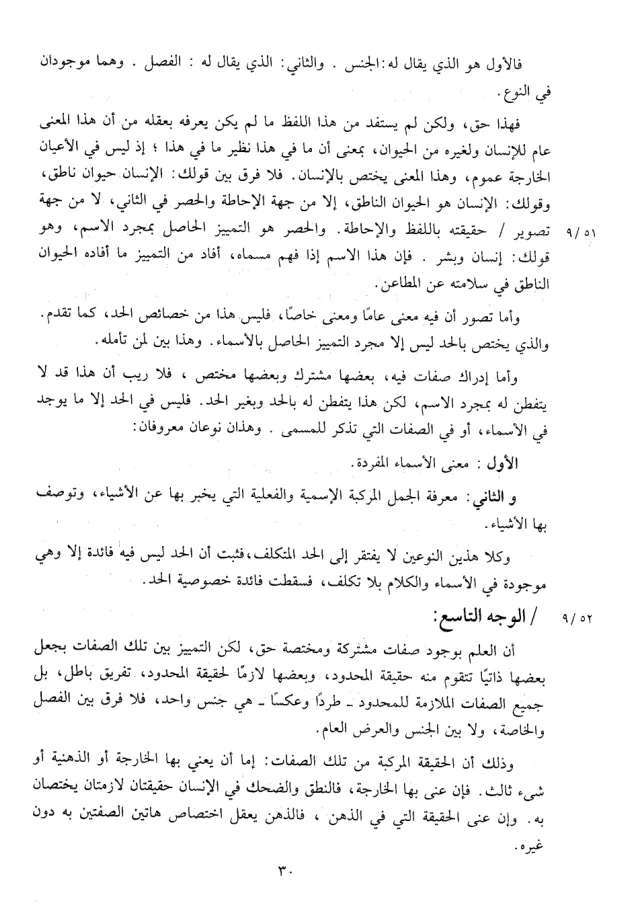 فالأول هو الذي يقال له: الجنس . والثاني: الذي يقال له : الفصل . وهما موجودان
في النوع .
فهذا حق، ولكن لم يستفد من هذا اللفظ ما لم يكن يعرفه بعقله من أن هذا المعنى
عام للإنسان ولغيره من الحيوان، بمعنى أن ما في هذا نظير ما في هذا ؛ إذ ليس في الأعيان
الخارجة عموم، وهذا المعنى يختص بالإنسان. فلا فرق بين قولك: الإنسان حيوان ناطق،
وقولك: الإنسان هو الحيوان الناطق، إلا من جهة الإحاطة والحصر في الثاني، لا من جهة
٩/٥١ تصوير / حقيقته باللفظ والإحاطة. والحصر هو التمييز الحاصل بمجرد الاسم، وهو
قولك: إنسان وبشر . فإن هذا الاسم إذا فهم مسماه، أفاد من التمييز ما أفاده الحيوان
الناطق في سلامته عن المطاعن.
وأما تصور أن فيه معنى عامًا ومعنى خاصًا، فليس هذا من خصائص الحد، كما تقدم.
والذي يختص بالحد ليس إلا مجرد التمييز الحاصل بالأسماء. وهذا بين لمن تأمله.
وأما إدراك صفات فيه، بعضها مشترك وبعضها مختص ، فلا ريب أن هذا قد لا
يتفطن له بمجرد الاسم، لكن هذا يتفطن له بالحد وبغير الحد. فليس في الحد إلا ما يوجد
في الأسماء، أو في الصفات التي تذكر للمسمى . وهذان نوعان معروفان:
الأول : معنى الأسماء المفردة.
و الثاني: معرفة الجمل المركبة الإسمية والفعلية التي يخبر بها عن الأشياء، وتوصف
بها الأشياء.
وكلا هذين النوعين لا يفتقر إلى الحد المتكلف، فثبت أن الحد ليس فيه فائدة إلا وهي
موجودة في الأسماء والكلام بلا تكلف، فسقطت فائدة خصوصية الحد.
٩/٥٢ / الوجه التاسع:
أن العلم بوجود صفات مشتركة ومختصة حق، لكن التمييز بين تلك الصفات بجعل
بعضها ذاتيًا تتقوم منه حقيقة المحدود، وبعضها لازمًا لحقيقة المحدود، تفريق باطل، بل
جميع الصفات الملازمة للمحدود ـ طردًا وعكسًا ـ هي جنس واحد، فلا فرق بين الفصل
والخاصة، ولا بين الجنس والعرض العام.
وذلك أن الحقيقة المركبة من تلك الصفات: إما أن يعني بها الخارجة أو الذهنية أو
شيء ثالث. فإن عنى بها الخارجة، فالنطق والضحك في الإنسان حقيقتان لازمتان يختصان
به. وإن عنى الحقيقة التي في الذهن ، فالذهن يعقل اختصاص هاتين الصفتين به دون
غيره.
٣٠